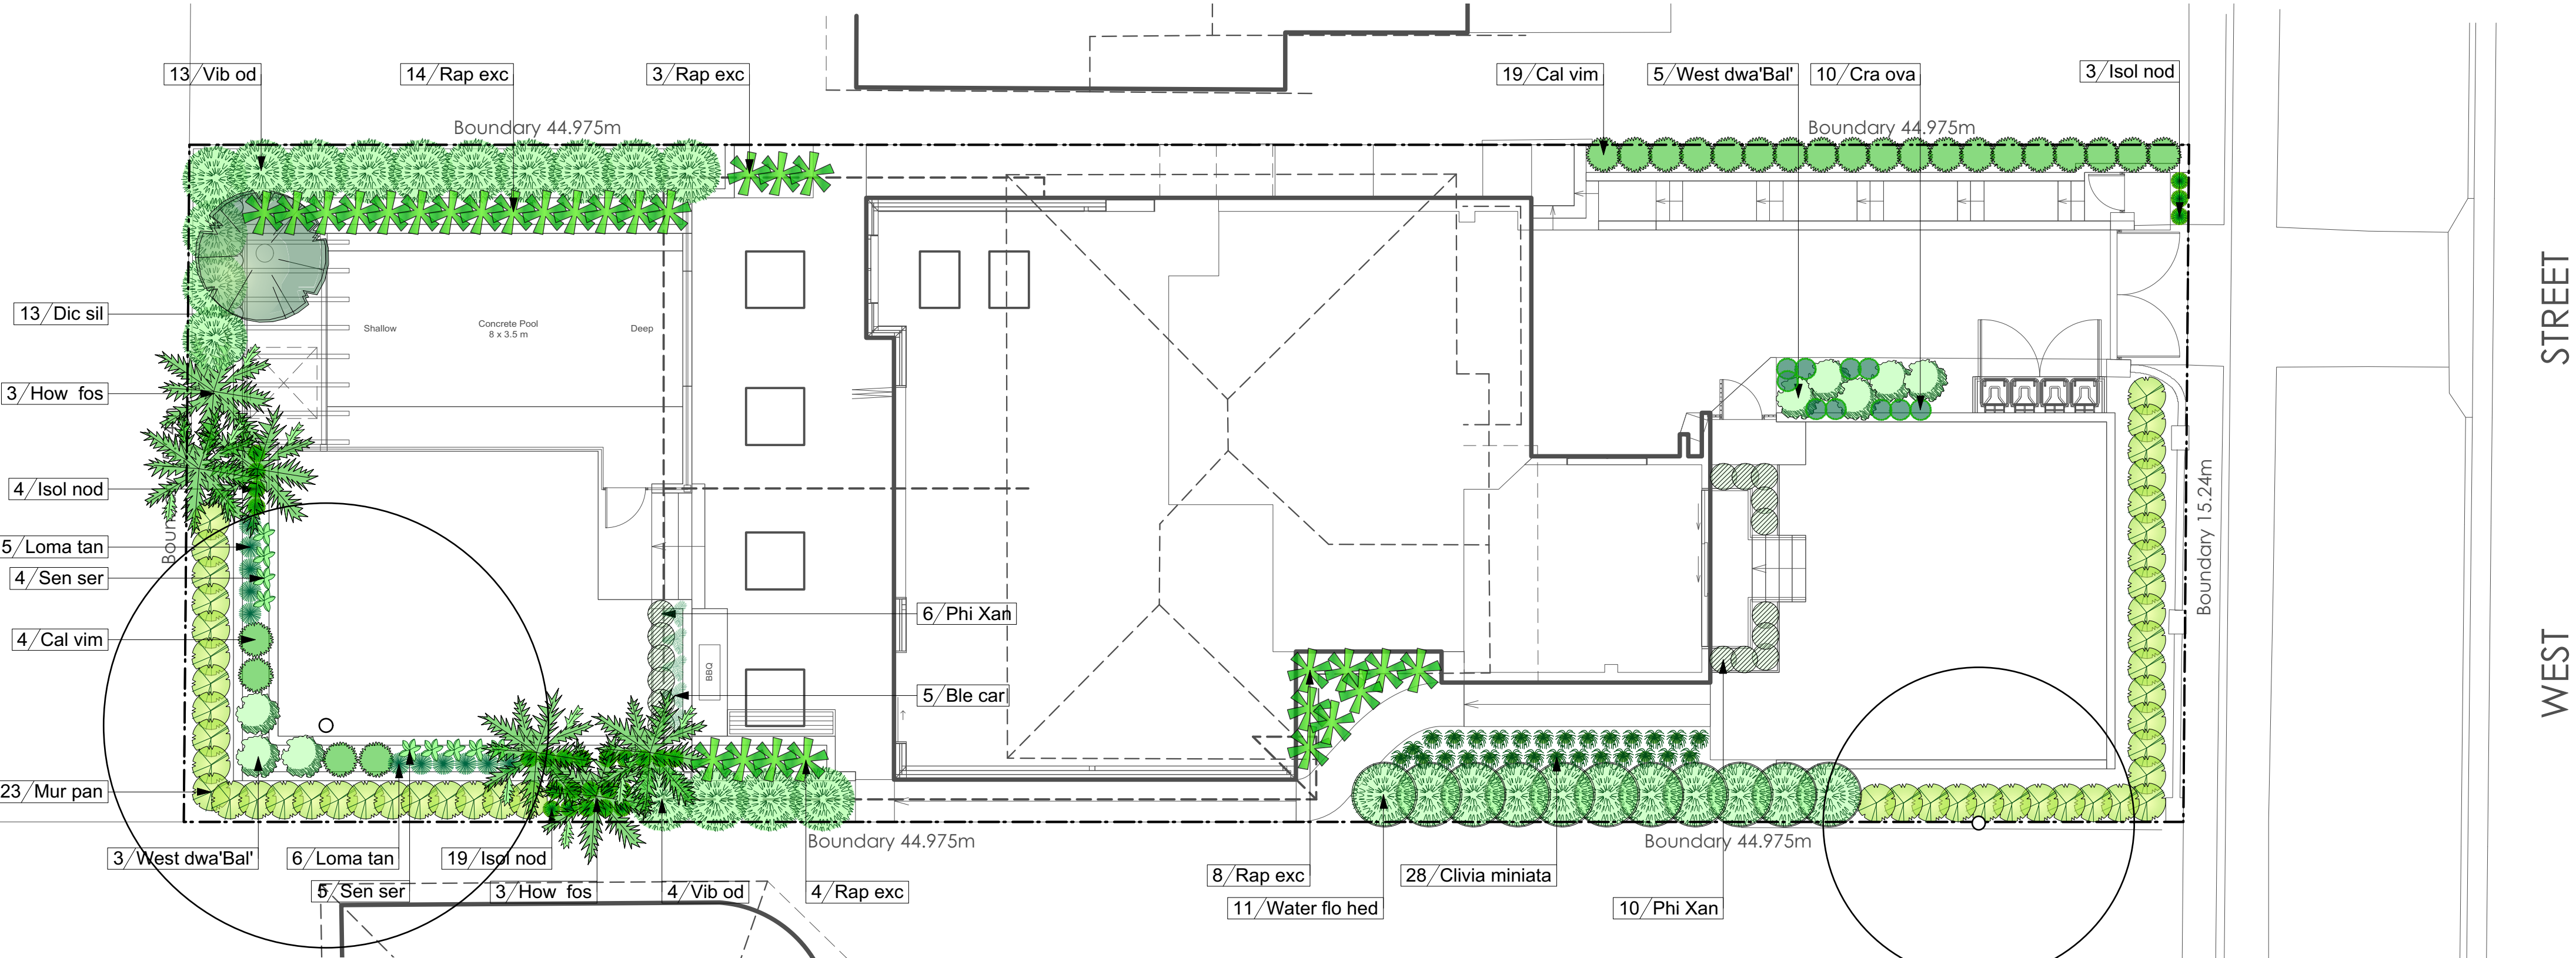 13/Vib od
14/Rap exc
3/Rap exc
19/Cal vim
5/West dwa'Bal'
10/Cra ova
3/Isol nod
Boundary 44.975m
Boundary 44.975m
STREET
13/Dic sil
Shallow
Concrete Pool
8 x 3.5 m
Deep
3/How fos
4/Isol nod
5/Loma tan
Boun
4/Sen ser
4/Cal vim
6/Phi Xan
BBQ
5/Ble car
Boundary 15.24m
WEST
23/Mur pan
Boundary 44.975m
Boundary 44.975m
3/West dwa'Bal'
6/Loma tan
19/Isol nod
5/Sen ser
3/How fos
4/Vib od
4/Rap exc
8/Rap exc
28/Clivia miniata
11/Water flo hed
10/Phi Xan